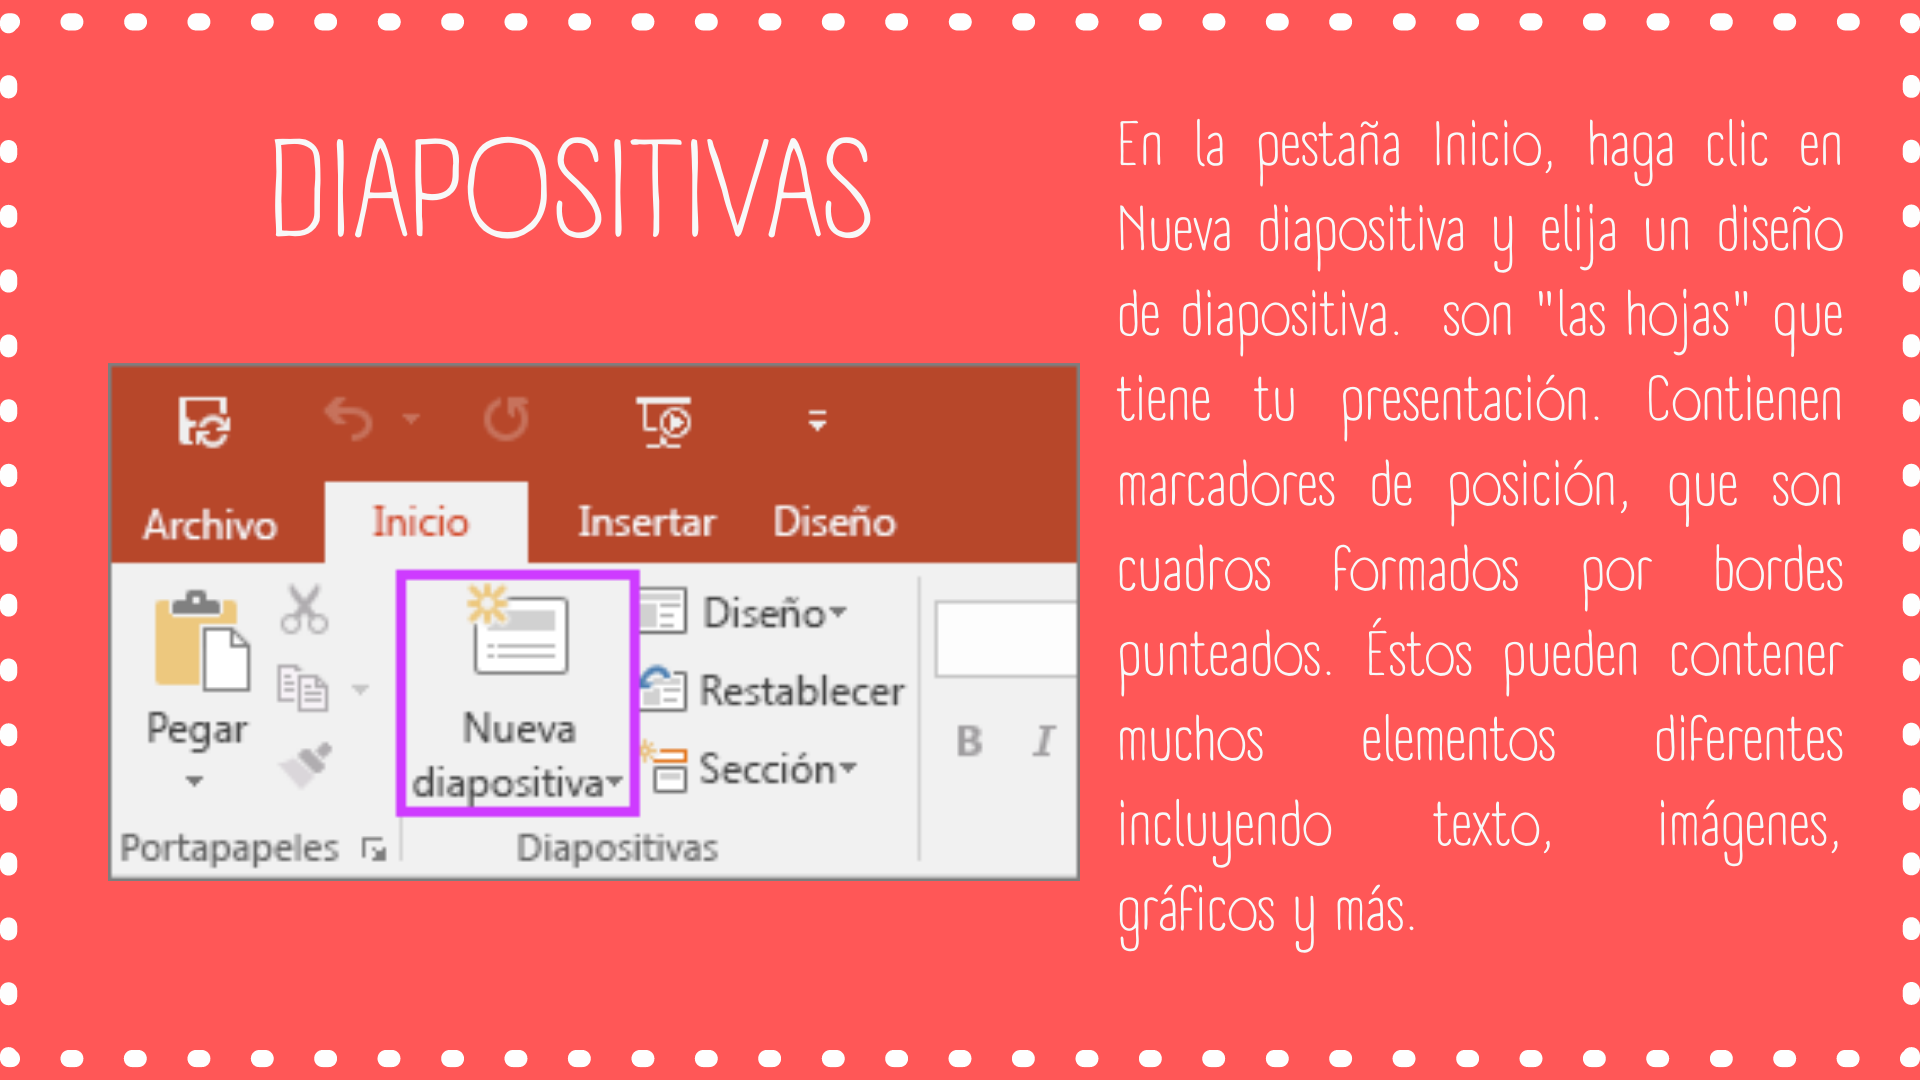 DIAPOSITIVAS
Archivo Inicio Insertar Diseño
Pegar
Nueva
diapositiva
Diseño
Restablecer
Sección
B I
Portapapeles Diapositivas
En la pestaña Inicio, haga clic en
Nueva diapositiva y elija un diseño
de diapositiva. son "las hojas" que
tiene tu presentación. Contienen
marcadores de posición, que son
cuadros formados por bordes
punteados. Éstos pueden contener
muchos elementos diferentes
incluyendo texto, imágenes,
gráficos y más.